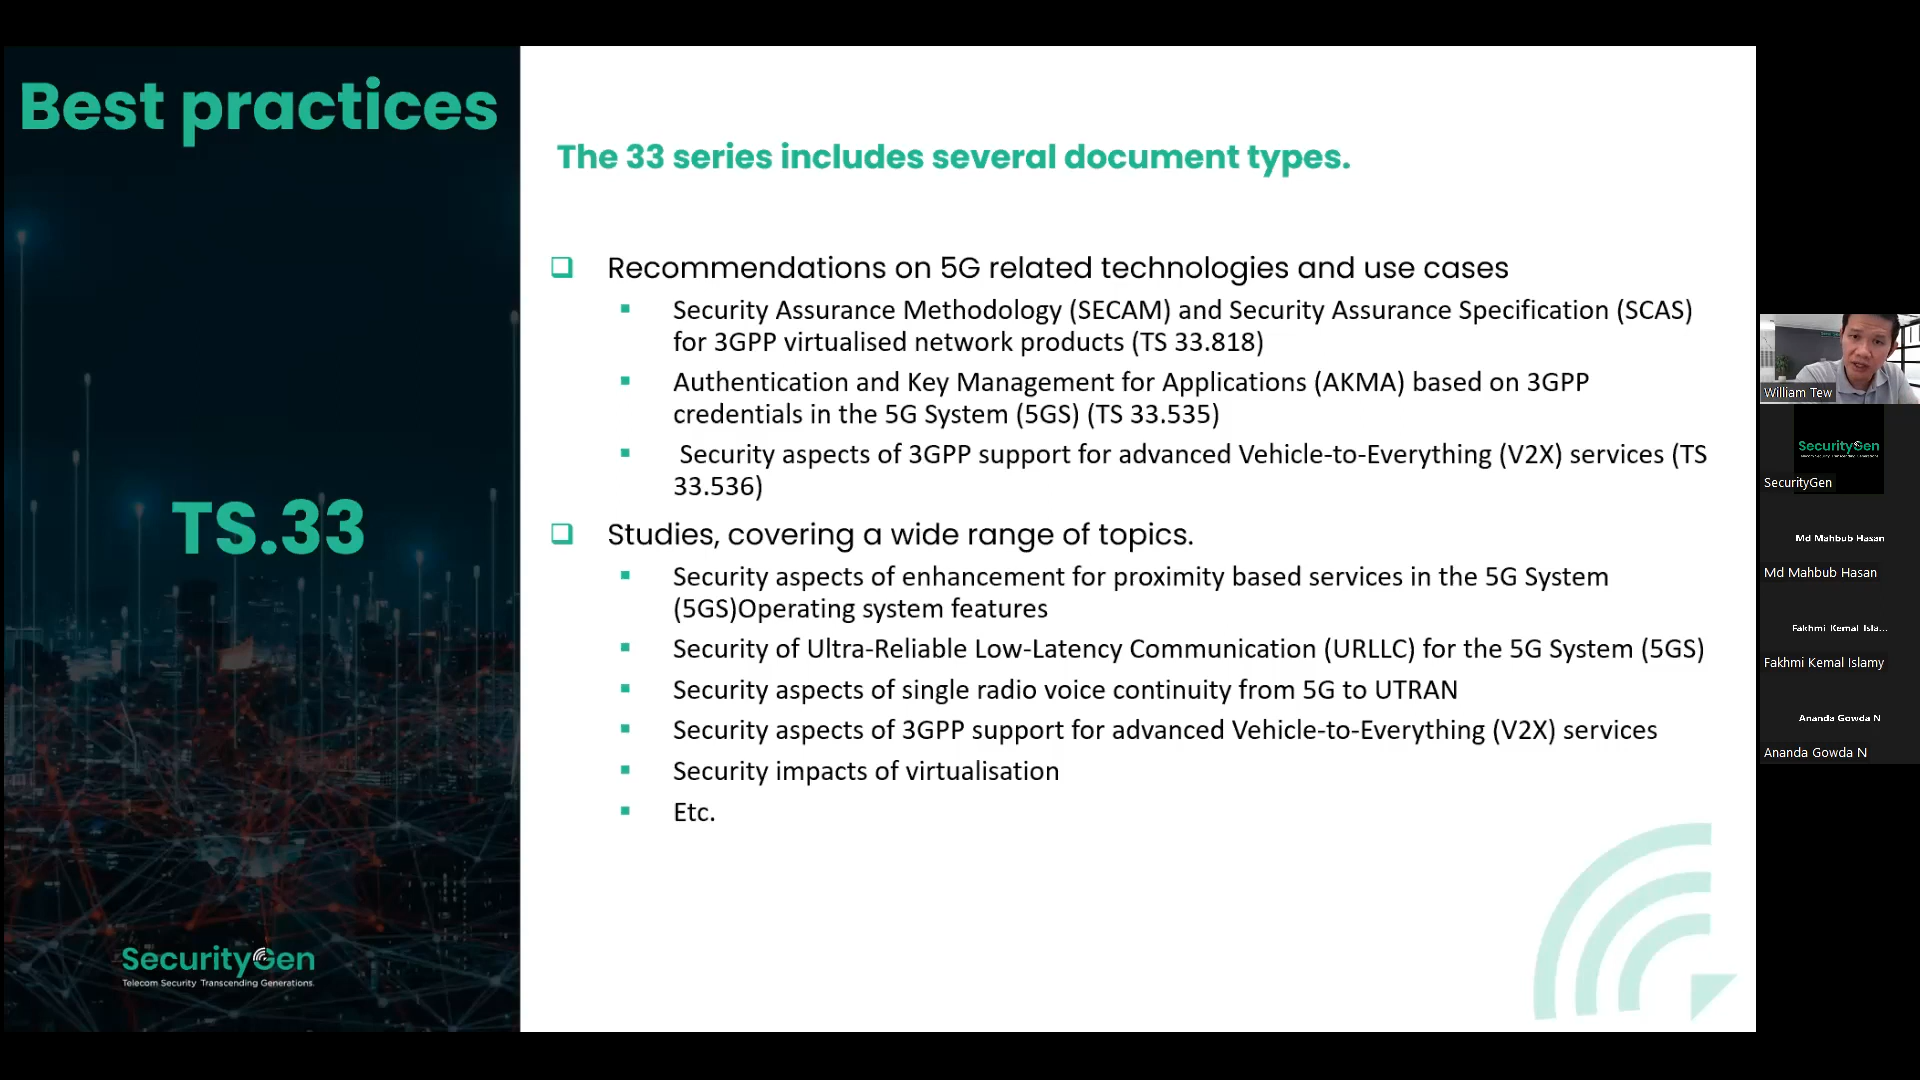 Best practices
TS.33
SecurityGen
Telecom Security Transcending Generations.
The 33 series includes several document types.
Recommendations on 5G related technologies and use cases
Security Assurance Methodology (SECAM) and Security Assurance Specification (SCAS)
for 3GPP virtualised network products (TS 33.818)
Authentication and Key Management for Applications (AKMA) based on 3GPP
credentials in the 5G System (5GS) (TS 33.535)
Security aspects of 3GPP support for advanced Vehicle-to-Everything (V2X) services (TS
33.536)
Studies, covering a wide range of topics.
Security aspects of enhancement for proximity based services in the 5G System
(5GS)Operating system features
Security of Ultra-Reliable Low-Latency Communication (URLLC) for the 5G System (5GS)
Security aspects of single radio voice continuity from 5G to UTRAN
Security aspects of 3GPP support for advanced Vehicle-to-Everything (V2X) services
Security impacts of virtualisation
Etc.
William Tew
SecurityGen
SecurityGen
Md Mahbub Hasan
Md Mahbub Hasan
Fakhmi Kemal Isla...
Fakhmi Kemal Islamy
Ananda Gowda N
Ananda Gowda N